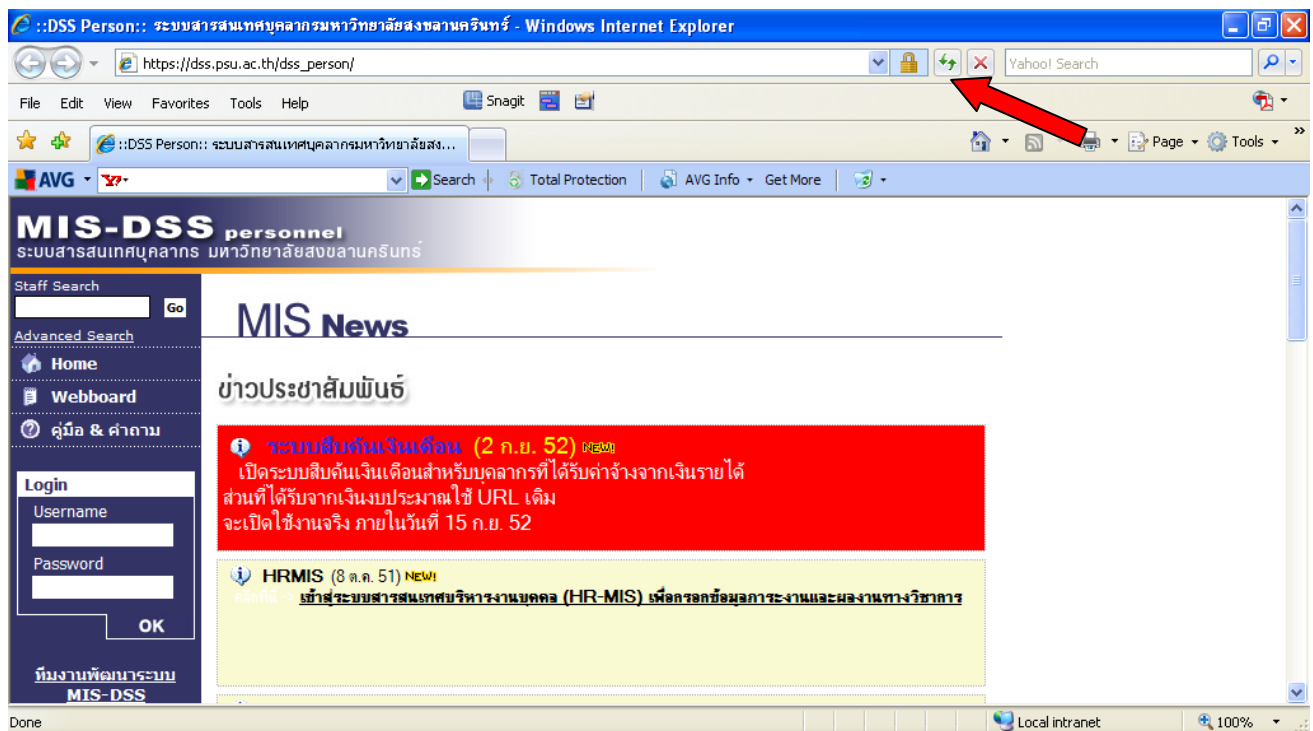 ::DSS Person:: ระบบสารสนเทศบุคลากรมหาวิทยาลัยสงขลานครินทร์ - Windows Internet Explorer
https://dss.psu.ac.th/dss_person/
Yahoo! Search
File Edit View Favorites Tools Help
Snagit
::DSS Person:: ระบบสารสนเทศบุคลากรมหาวิทยาลัยสง...
Page
Tools
»
AVG
Search
Total Protection
AVG Info
Get More
MIS-DSS personnel
ระบบสารสนเทศบุคลากร มหาวิทยาลัยสงขลานครินทร์
Staff Search
Go
Advanced Search
Home
Webboard
คู่มือ & คำถาม
Login
Username
Password
OK
ทีมงานพัฒนาระบบ
MIS-DSS
MIS News
ข่าวประชาสัมพันธ์
ระบบสืบค้นเงินเดือน (2 ก.ย. 52) NEW!
เปิดระบบสืบค้นเงินเดือนสำหรับบุคลากรที่ได้รับค่าจ้างจากเงินรายได้
ส่วนที่ได้รับจากเงินงบประมาณใช้ URL เดิม
จะเปิดใช้งานจริง ภายในวันที่ 15 ก.ย. 52
HRMIS (8 ต.ค. 51) NEW!
คลิกที่นี่ -> เข้าสู่ระบบสารสนเทศบริหารงานบุคคล (HR-MIS) เพื่อกรอกข้อมูลภาระงานและผลงานทางวิชาการ
Done
Local intranet
100%